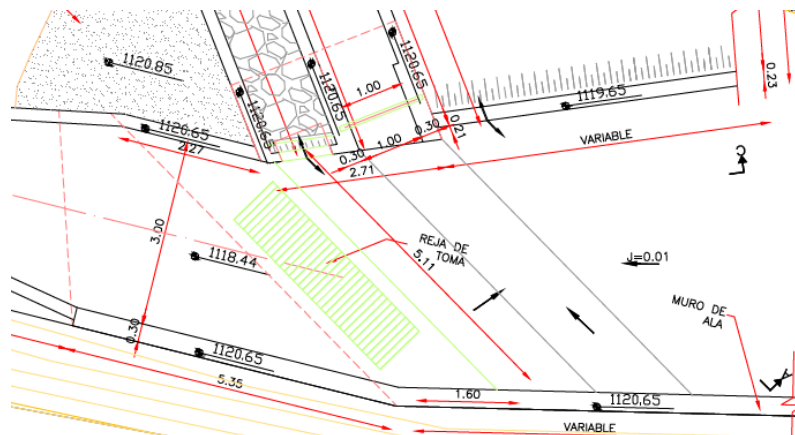 1120.85
1120.65
1120.65
1120.65
1120.65
1.00
1119.65
0.23
2.27
0.30
1.00
0.30
0.21
2.71
VARIABLE
C
3.00
1118.44
REJA DE
TOMA
5.11
J=0.01
MURO DE
ALA
0.30
1120.65
5.35
1.60
1120.65
A
VARIABLE